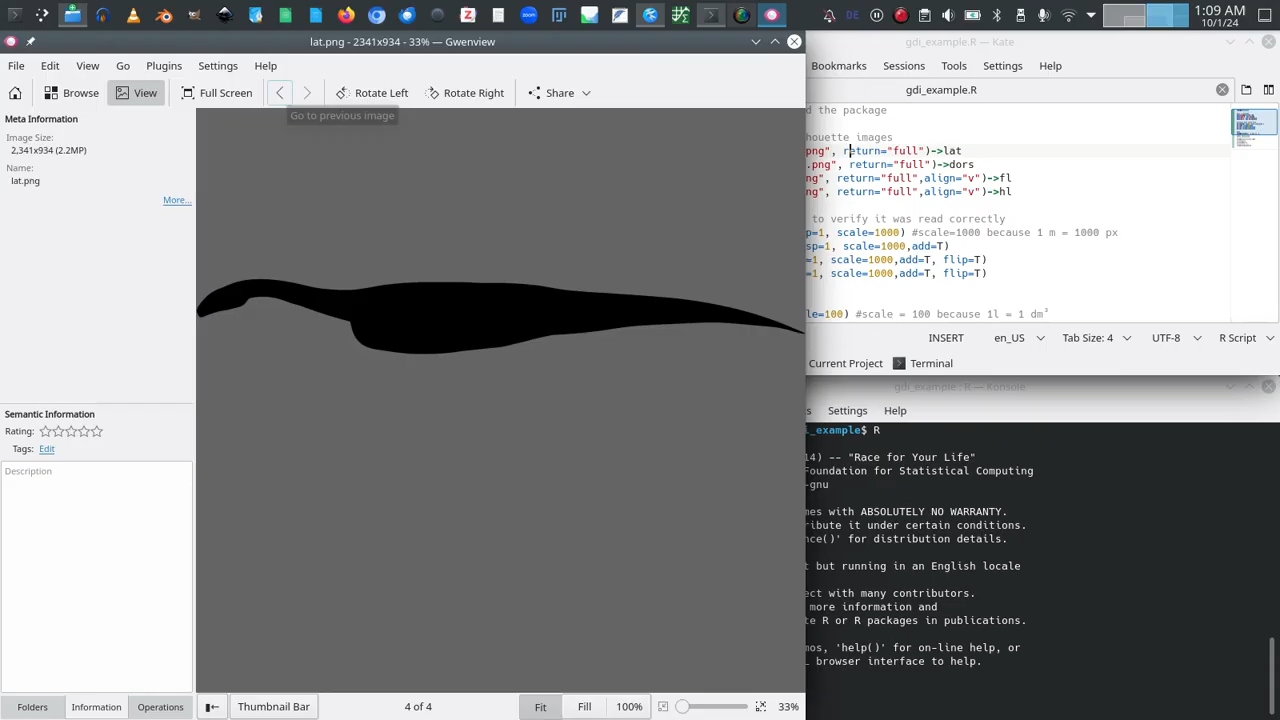 DE
1:09 AM
10/1/24
lat.png - 2341x934 - 33% — Gwenview
File Edit View Go Plugins Settings Help
Browse View Full Screen Rotate Left Rotate Right Share
Go to previous image
Meta Information
Image Size:
2,341x934 (2.2MP)
Name:
lat.png
More...
Semantic Information
Rating:
Tags: Edit
Description
Folders Information Operations Thumbnail Bar 4 of 4 Fit Fill 100% 33%
gdi_example.R — Kate
Bookmarks Sessions Tools Settings Help
gdi_example.R
d the package
houette images
png", return="full")->lat
.png", return="full")->dors
ng", return="full",align="v")->fl
ng", return="full",align="v")->hl
to verify it was read correctly
p=1, scale=1000) #scale=1000 because 1 m = 1000 px
sp=1, scale=1000,add=T)
=1, scale=1000,add=T, flip=T)
=1, scale=1000,add=T, flip=T)
le=100) #scale = 100 because 1l = 1 dm³
INSERT en_US Tab Size: 4 UTF-8 R Script
Current Project Terminal
gdi_example : R — Konsole
s Settings Help
i_example$ R
14) -- "Race for Your Life"
Foundation for Statistical Computing
-gnu
mes with ABSOLUTELY NO WARRANTY.
ribute it under certain conditions.
nce()' for distribution details.
t but running in an English locale
ect with many contributors.
more information and
te R or R packages in publications.
mos, 'help()' for on-line help, or
browser interface to help.